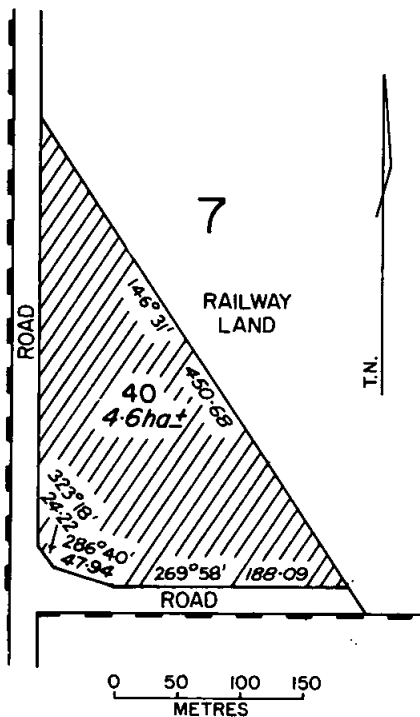 7
146°31'
RAILWAY
LAND
ROAD
T.N.
450·68
40
4·6ha±
323°18'
24·22
286°40'
47·94
269°58'
188·09
ROAD
0 50 100 150
METRES